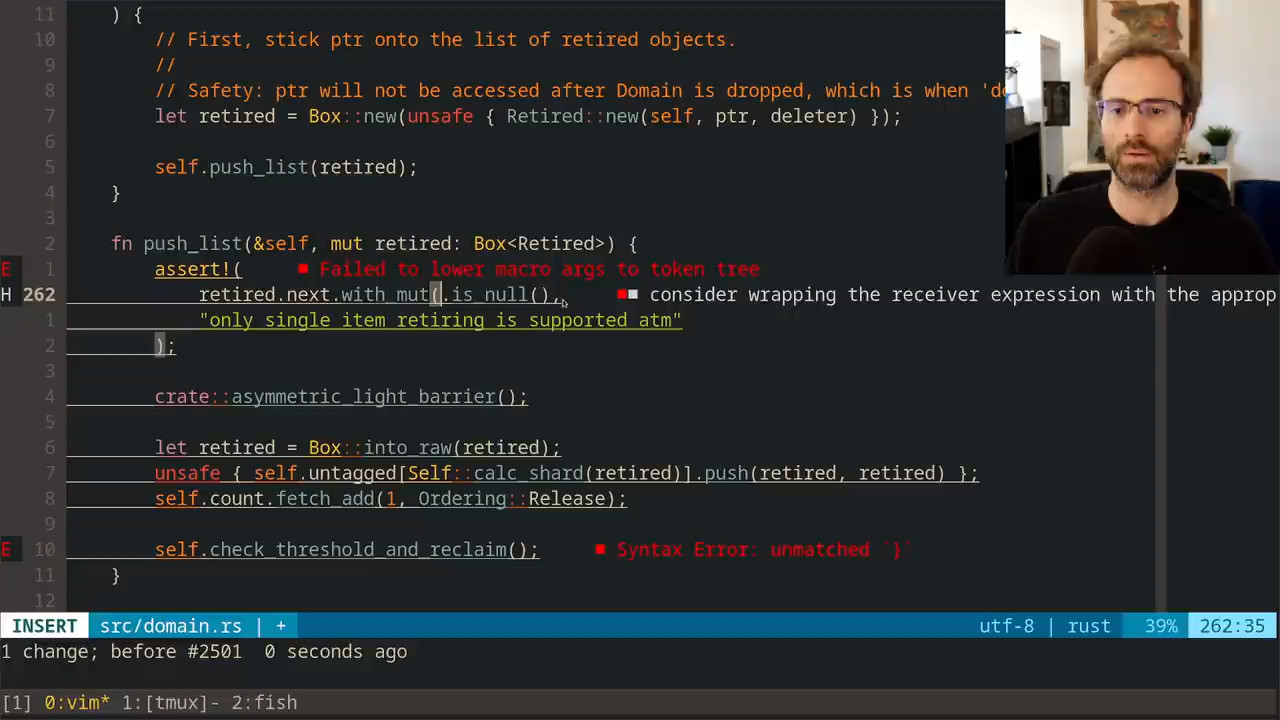 11 ) {
10 // First, stick ptr onto the list of retired objects.
9 //
8 // Safety: ptr will not be accessed after Domain is dropped, which is when 'do
7 let retired = Box::new(unsafe { Retired::new(self, ptr, deleter) });
6
5 self.push_list(retired);
4 }
3
2 fn push_list(&self, mut retired: Box<Retired>) {
E 1 assert!( ■ Failed to lower macro args to token tree
H 262 retired.next.with_mut(.is_null(), ■■ consider wrapping the receiver expression with the approp
1 "only single item retiring is supported atm"
2 );
3
4 crate::asymmetric_light_barrier();
5
6 let retired = Box::into_raw(retired);
7 unsafe { self.untagged[Self::calc_shard(retired)].push(retired, retired) };
8 self.count.fetch_add(1, Ordering::Release);
9
E 10 self.check_threshold_and_reclaim(); ■ Syntax Error: unmatched `}`
11 }
12
INSERT src/domain.rs | + utf-8 | rust 39% 262:35
1 change; before #2501 0 seconds ago
[1] 0:vim* 1:[tmux]- 2:fish